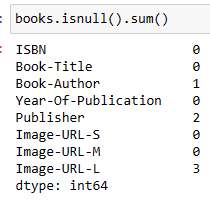 books.isnull().sum()
ISBN 0
Book-Title 0
Book-Author 1
Year-Of-Publication 0
Publisher 2
Image-URL-S 0
Image-URL-M 0
Image-URL-L 3
dtype: int64